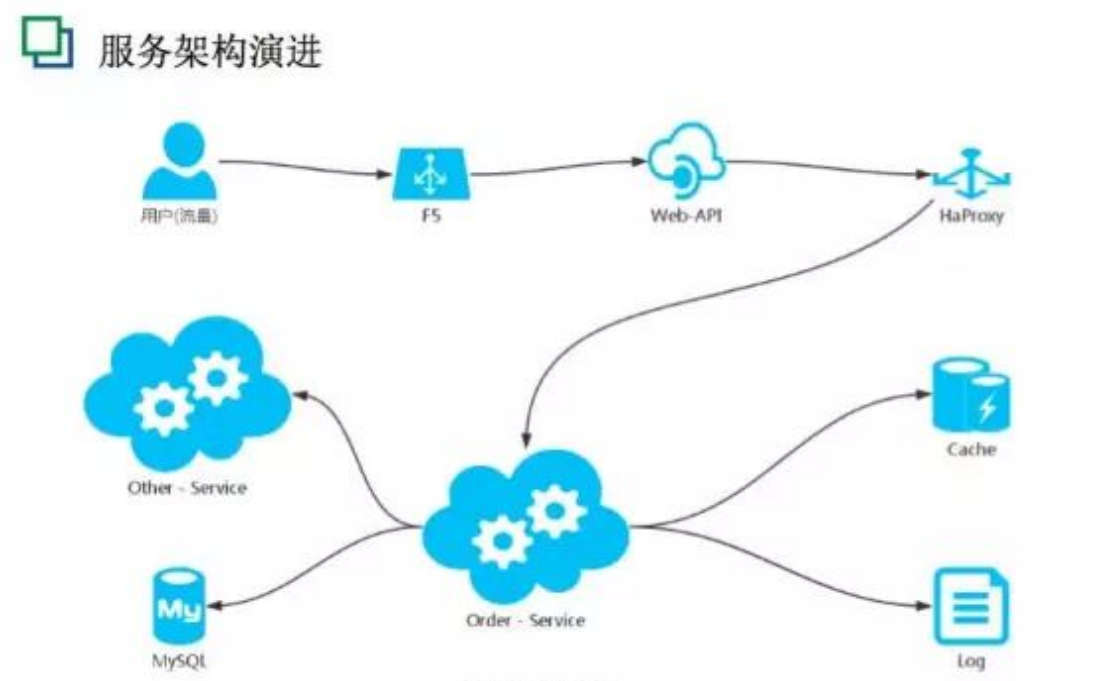 服务架构演进
用户(流量)
F5
Web-API
HaProxy
Other - Service
Cache
Order - Service
My
MySQL
Log